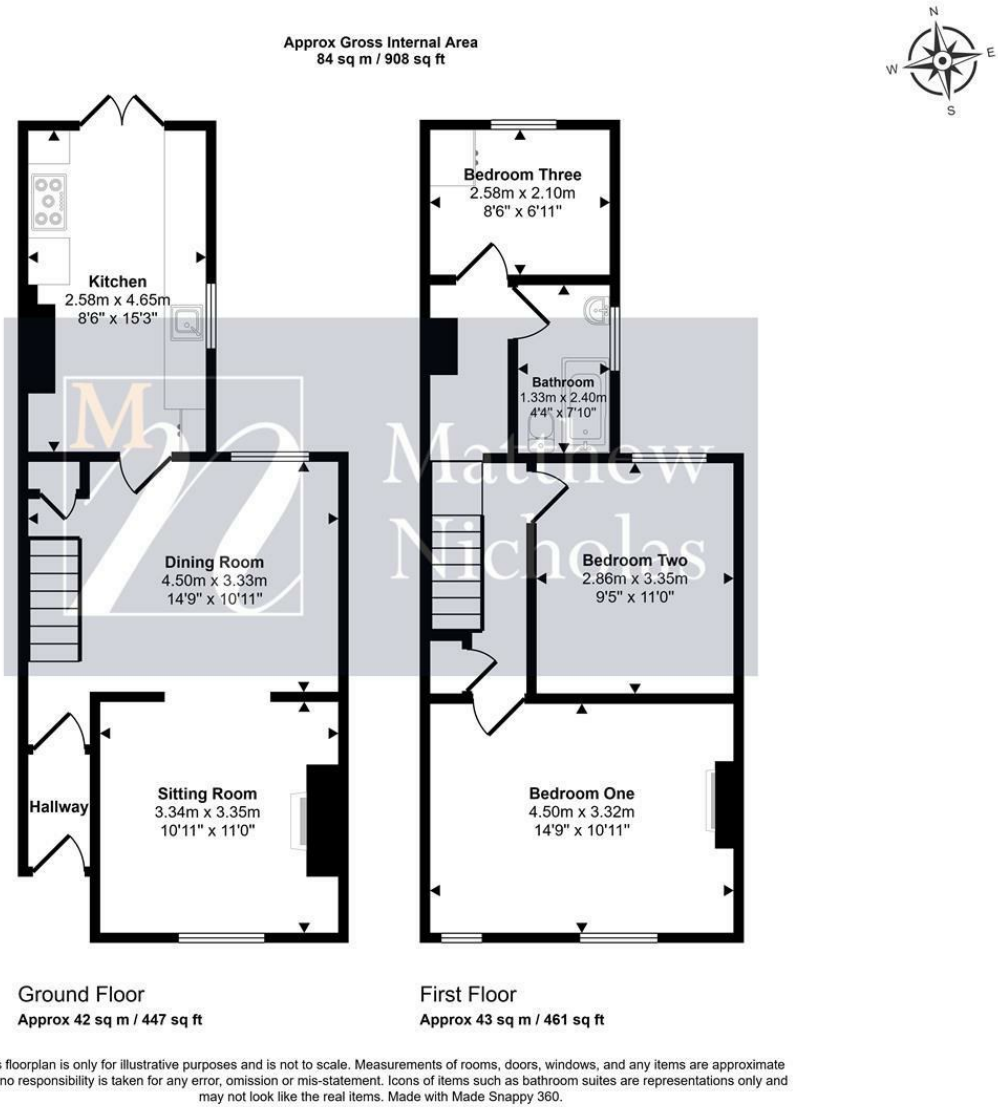 Approx Gross Internal Area
84 sq m / 908 sq ft
N
E
W
S
Kitchen
2.58m x 4.65m
8'6" x 15'3"
Dining Room
4.50m x 3.33m
14'9" x 10'11"
Hallway
Sitting Room
3.34m x 3.35m
10'11" x 11'0"
Bedroom Three
2.58m x 2.10m
8'6" x 6'11"
Bathroom
1.33m x 2.40m
4'4" x 7'10"
Bedroom Two
2.86m x 3.35m
9'5" x 11'0"
Bedroom One
4.50m x 3.32m
14'9" x 10'11"
M
n
Matthew
Nicholas
Ground Floor
Approx 42 sq m / 447 sq ft
First Floor
Approx 43 sq m / 461 sq ft
floorplan is only for illustrative purposes and is not to scale. Measurements of rooms, doors, windows, and any items are approximate
no responsibility is taken for any error, omission or mis-statement. Icons of items such as bathroom suites are representations only and
may not look like the real items. Made with Made Snappy 360.